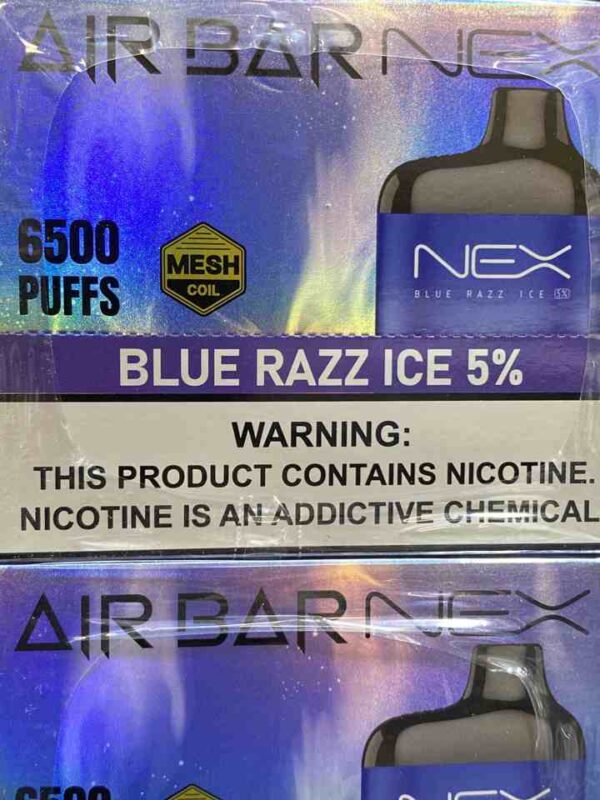 AIR BAR NEX
6500
PUFFS
MESH
COIL
NEX
BLUE RAZZ ICE 5%
BLUE RAZZ ICE 5%
WARNING:
THIS PRODUCT CONTAINS NICOTINE.
NICOTINE IS AN ADDICTIVE CHEMICAL
AIR BAR NEX
6500
NEX